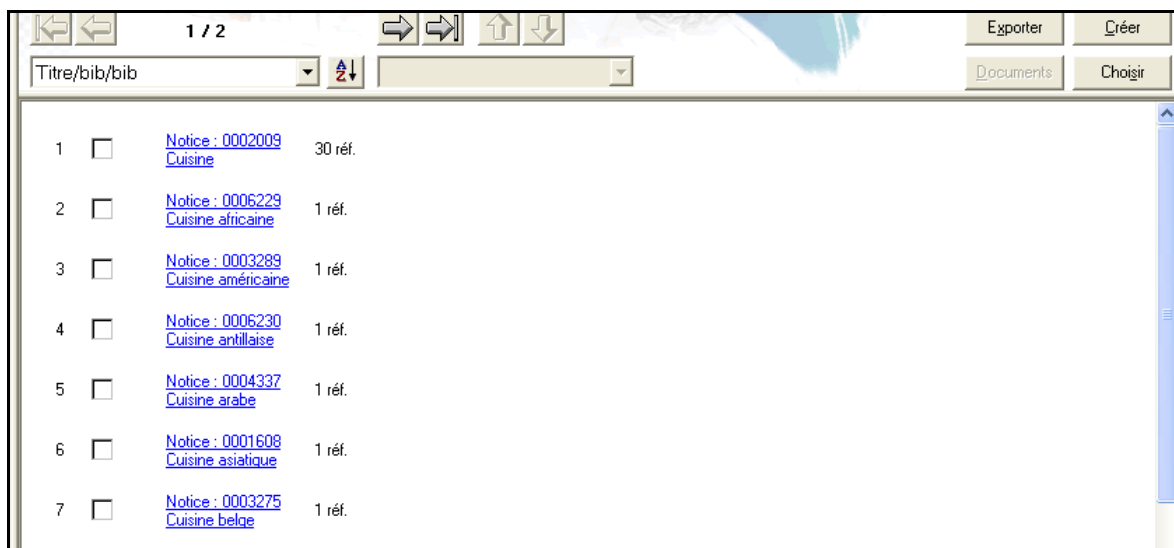 1 / 2
Exporter
Créer
Titre/bib/bib
AZ
Documents
Choisir
1 Notice : 0002009 30 réf.
Cuisine
2 Notice : 0006229 1 réf.
Cuisine africaine
3 Notice : 0003289 1 réf.
Cuisine américaine
4 Notice : 0006230 1 réf.
Cuisine antillaise
5 Notice : 0004337 1 réf.
Cuisine arabe
6 Notice : 0001608 1 réf.
Cuisine asiatique
7 Notice : 0003275 1 réf.
Cuisine belge